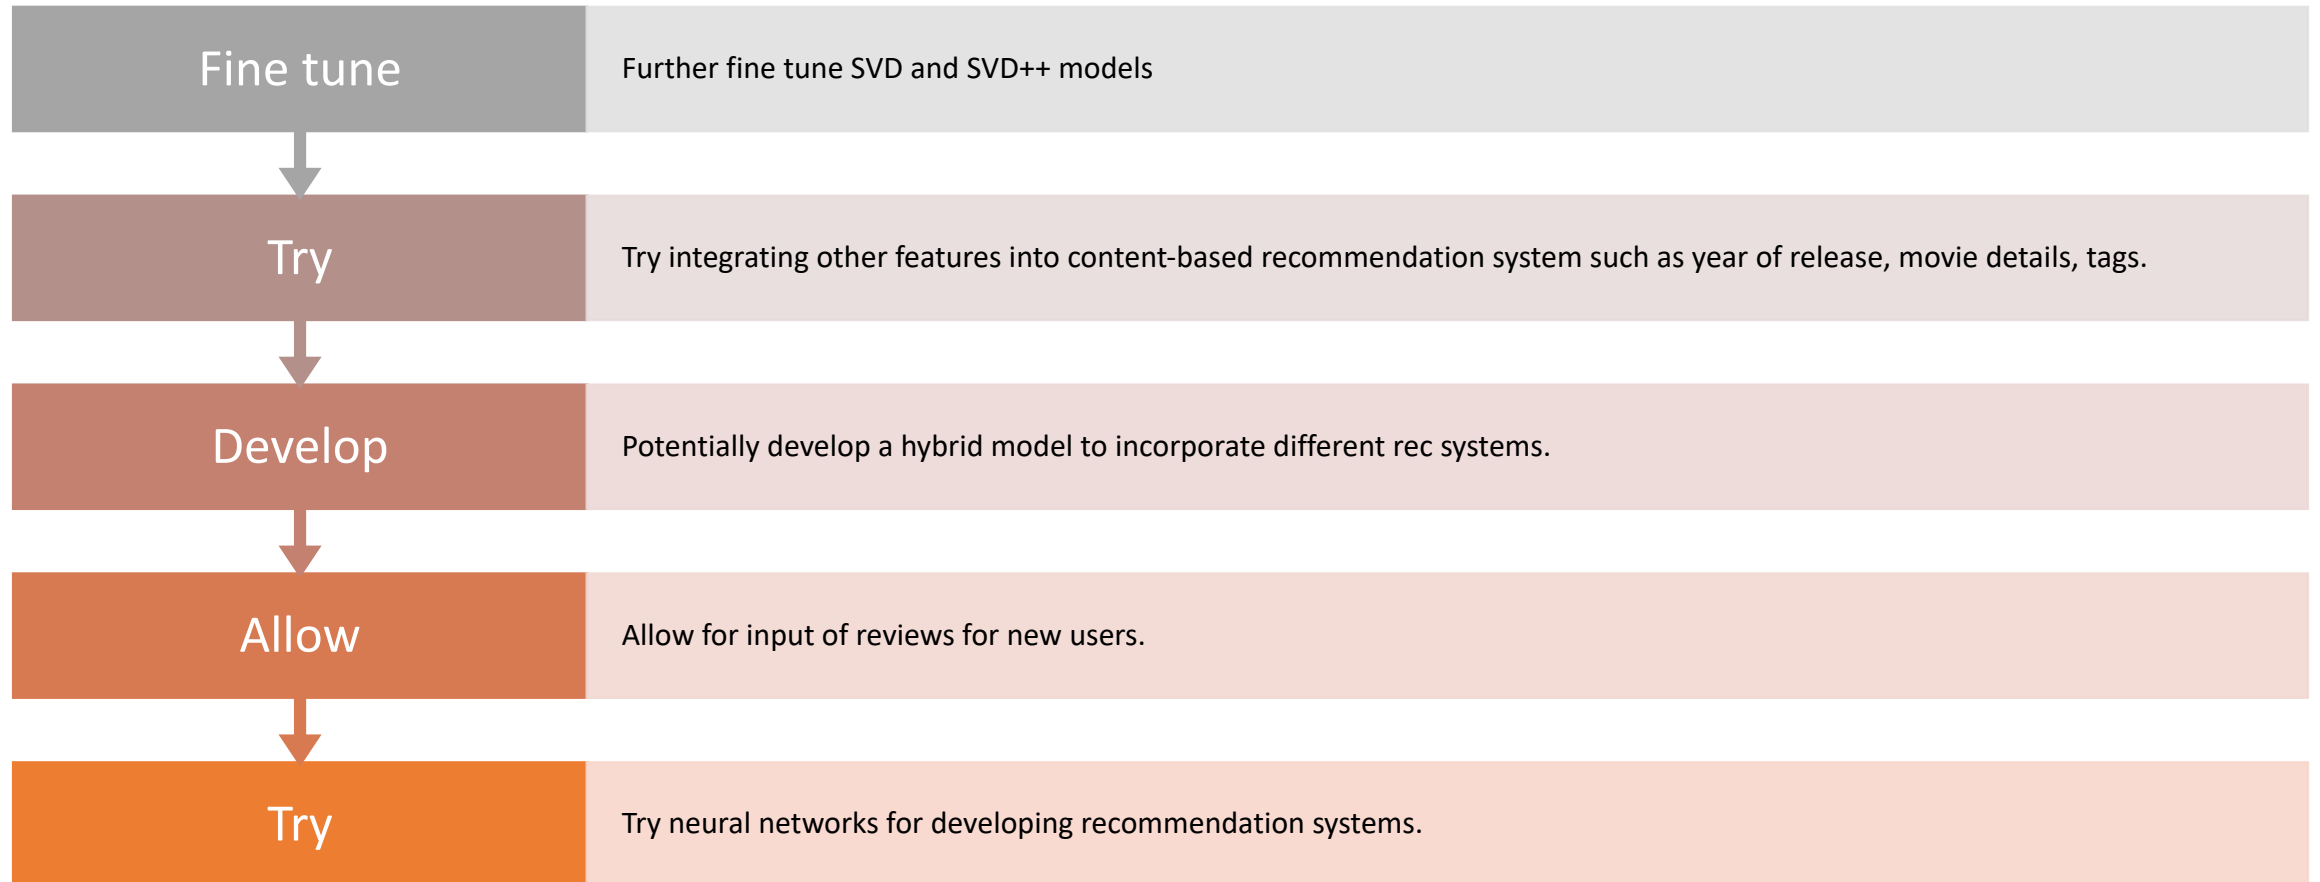 Fine tune
Further fine tune SVD and SVD++ models
Try
Try integrating other features into content-based recommendation system such as year of release, movie details, tags.
Develop
Potentially develop a hybrid model to incorporate different rec systems.
Allow
Allow for input of reviews for new users.
Try
Try neural networks for developing recommendation systems.